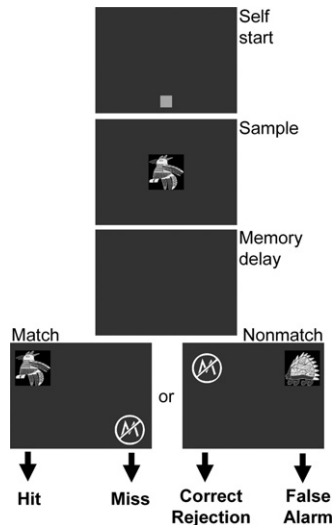 Self
start
Sample
Memory
delay
Match
Nonmatch
or
Hit
Miss
Correct
Rejection
False
Alarm